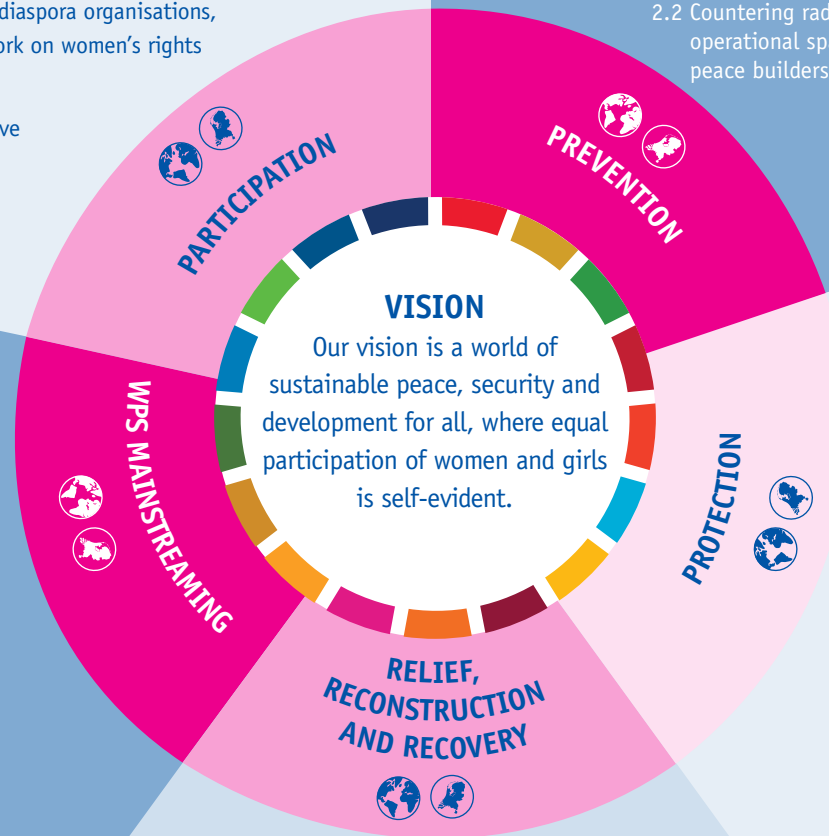 diaspora organisations,
ork on women's rights
ve
2.2 Countering rad
operational sp
peace builders
PARTICIPATION
PREVENTION
VISION
Our vision is a world of
sustainable peace, security and
development for all, where equal
participation of women and girls
is self-evident.
WPS MAINSTREAMING
PROTECTION
RELIEF,
RECONSTRUCTION
AND RECOVERY